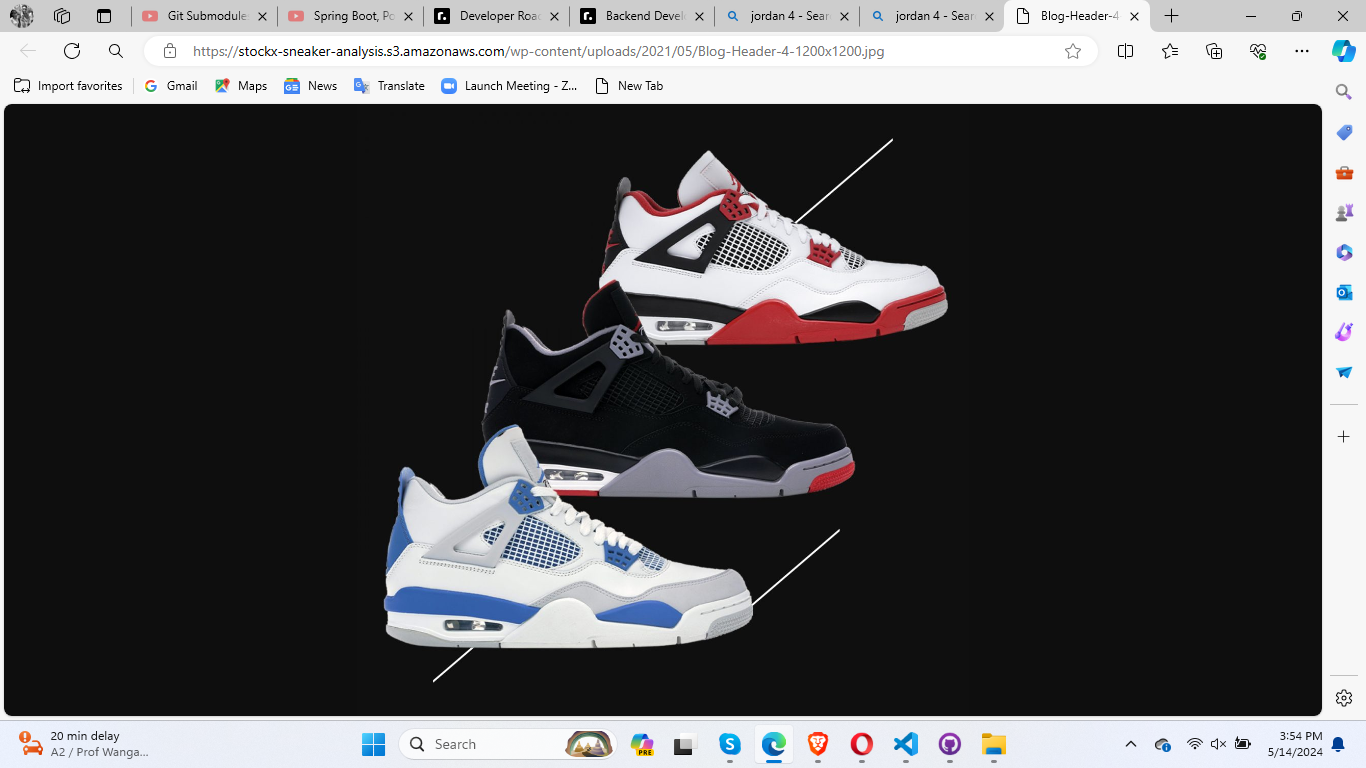 Git Submodule
Spring Boot, Po
Developer Roa
Backend Devel
jordan 4 - Sear
jordan 4 - Sear
Blog-Header-4-
https://stockx-sneaker-analysis.s3.amazonaws.com/wp-content/uploads/2021/05/Blog-Header-4-1200x1200.jpg
Import favorites
Gmail
Maps
News
Translate
Launch Meeting - Z...
New Tab
20 min delay
A2 / Prof Wanga...
Search
PRE
3:54 PM
5/14/2024